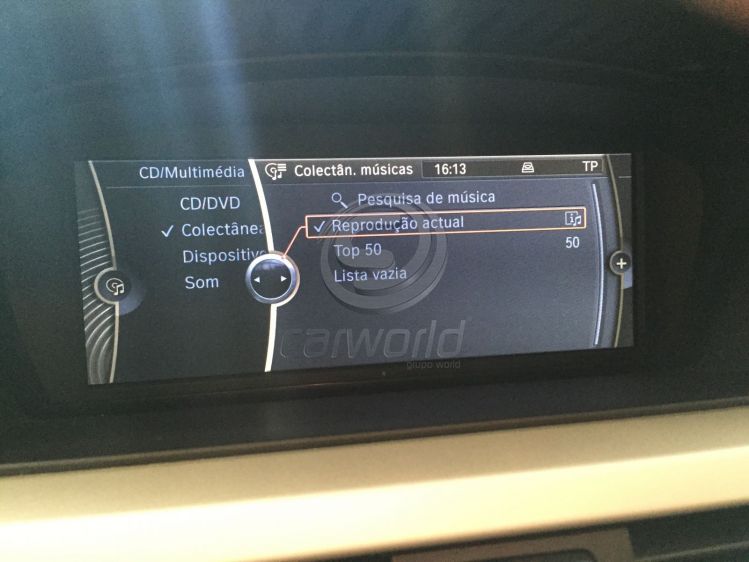 CD/Multimédia
CD/DVD
Colectânea
Dispositivo
Som
Colectân. músicas 16:13 TP
Pesquisa de música
Reprodução actual
Top 50 50
Lista vazia
carworld
grupo world